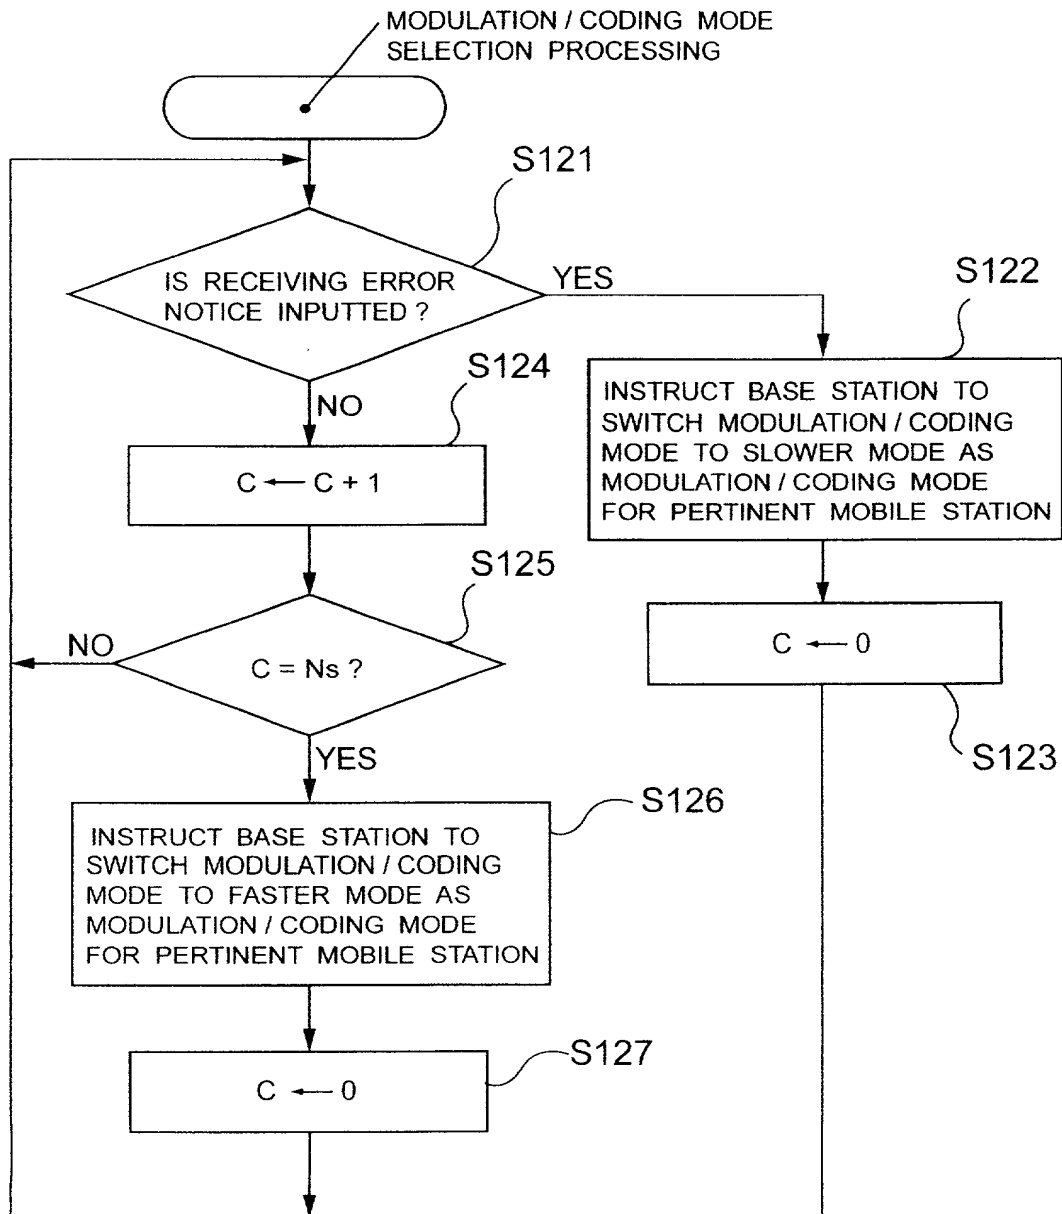 MODULATION / CODING MODE
SELECTION PROCESSING
S121
IS RECEIVING ERROR
NOTICE INPUTTED ?
YES
S122
INSTRUCT BASE STATION TO
SWITCH MODULATION / CODING
MODE TO SLOWER MODE AS
MODULATION / CODING MODE
FOR PERTINENT MOBILE STATION
NO
S124
C ← C + 1
S123
C ← 0
S125
C = Ns ?
NO
YES
S126
INSTRUCT BASE STATION TO
SWITCH MODULATION / CODING
MODE TO FASTER MODE AS
MODULATION / CODING MODE
FOR PERTINENT MOBILE STATION
S127
C ← 0